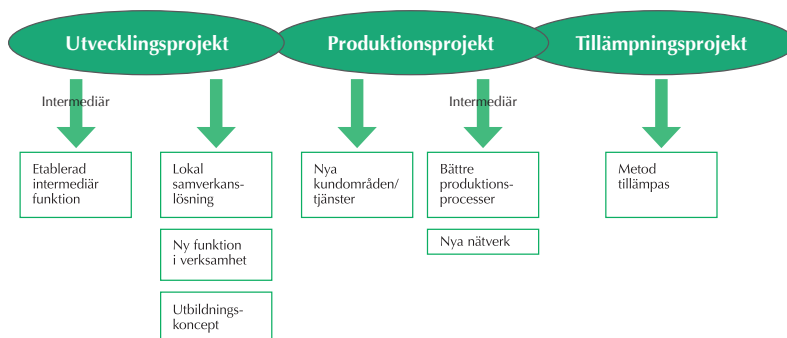 Utvecklingsprojekt
Produktionsprojekt
Tillämpningsprojekt
Intermediär
Intermediär
Etablerad
intermediär
funktion
Lokal
samverkans-
lösning
Nya
kundområden/
tjänster
Bättre
produktions-
processer
Metod
tillämpas
Ny funktion
i verksamhet
Nya nätverk
Utbildnings-
koncept